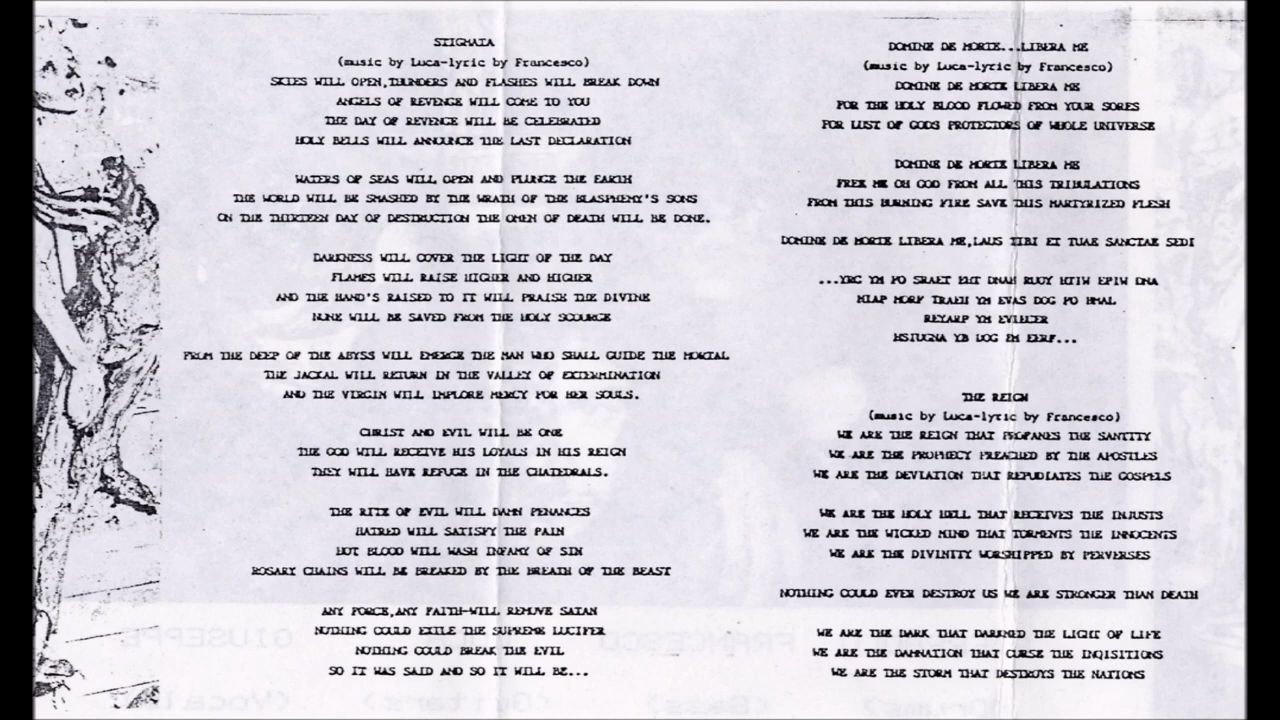 STIGMATA
(music by Luca-lyric by Francesco)
SKIES WILL OPEN,THUNDERS AND FLASHES WILL BREAK DOWN
ANGELS OF REVENGE WILL COME TO YOU
THE DAY OF REVENGE WILL BE CELEBRATED
HOLY BELLS WILL ANNOUNCE THE LAST DECLARATION
WATERS OF SEAS WILL OPEN AND PLUNGE THE EARTH
THE WORLD WILL BE SMASHED BY THE WRATH OF THE BLASPHEMY'S SONS
ON THE THIRTEEN DAY OF DESTRUCTION THE OMEN OF DEATH WILL BE DONE.
DARKNESS WILL COVER THE LIGHT OF THE DAY
FLAMES WILL RAISE HIGHER AND HIGHER
AND THE HAND'S RAISED TO IT WILL PRAISE THE DIVINE
NONE WILL BE SAVED FROM THE HOLY SCOURGE
FROM THE DEEP OF THE ABYSS WILL EMERGE THE MAN WHO SHALL GUIDE THE MORTAL
THE JACKAL WILL RETURN IN THE VALLEY OF EXTERMINATION
AND THE VIRGIN WILL IMPLORE MERCY FOR HER SOULS.
CHRIST AND EVIL WILL BE ONE
THE GOD WILL RECEIVE HIS LOYALS IN HIS REIGN
THEY WILL HAVE REFUGE IN THE CHATEDRALS.
THE RITE OF EVIL WILL DAMN PENANCES
HATRED WILL SATISFY THE PAIN
HOT BLOOD WILL WASH INFAMY OF SIN
ROSARY CHAINS WILL BE BREAKED BY THE BREATH OF THE BEAST
ANY FORCE,ANY FAITH-WILL REMOVE SATAN
NOTHING COULD EXILE THE SUPREME LUCIFER
NOTHING COULD BREAK THE EVIL
SO IT WAS SAID AND SO IT WILL BE...
DOMINE DE MORTE...LIBERA ME
(music by Luca-lyric by Francesco)
DOMINE DE MORTE LIBERA ME
FOR THE HOLY BLOOD FLOWED FROM YOUR SORES
FOR LUST OF GODS PROTECTORS OF WHOLE UNIVERSE
DOMINE DE MORTE LIBERA ME
FREE ME OH GOD FROM ALL THIS TRIBULATIONS
FROM THIS BURNING FIRE SAVE THIS MARTYRIZED FLESH
DOMINE DE MORTE LIBERA ME,LAUS TIBI ET TUAE SANCTAE SEDI
...YRC YM FO SRAET EHT DNAH RUOY HTIW EPIW DNA
HIAP MORF TRAEH YM EVAS DOG FO BMAL
REYARP YM EVIECER
HSIUGNA YB DOG EM EERF...
THE REIGN
(music by Luca-lyric by Francesco)
WE ARE THE REIGN THAT PROFANES THE SANTITY
WE ARE THE PROPHECY PREACHED BY THE APOSTLES
WE ARE THE DEVIATION THAT REPUDIATES THE GOSPELS
WE ARE THE HOLY HELL THAT RECEIVES THE INJUSTS
WE ARE THE WICKED MIND THAT TORMENTS THE INNOCENTS
WE ARE THE DIVINITY WORSHIPPED BY PERVERSES
NOTHING COULD EVER DESTROY US WE ARE STRONGER THAN DEATH
WE ARE THE DARK THAT DARKNED THE LIGHT OF LIFE
WE ARE THE DAMNATION THAT CURSE THE INQISITIONS
WE ARE THE STORM THAT DESTROYS THE NATIONS
FRANCESCO
GIUSEPPE
(Drums)
(Bass)
(Guitars)
(Vocals)